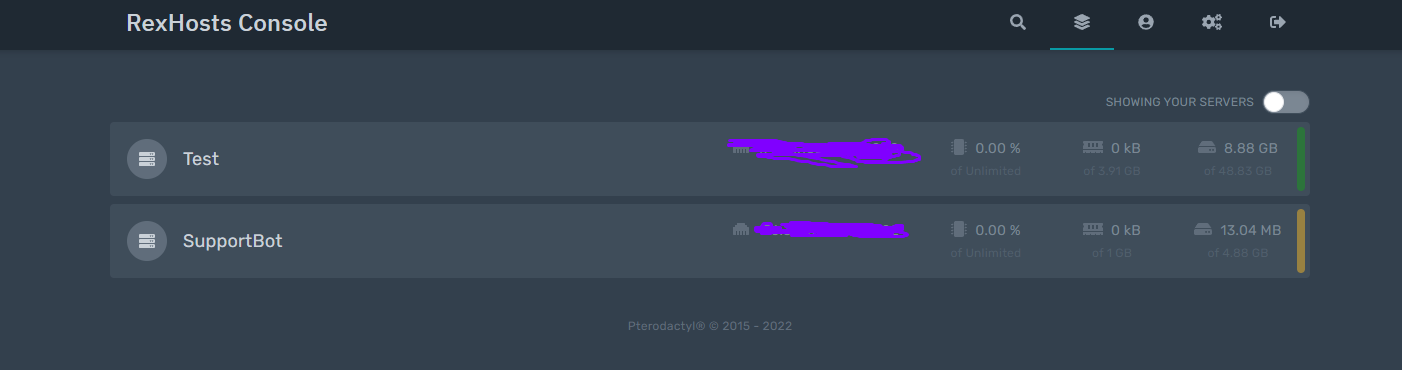 RexHosts Console
SHOWING YOUR SERVERS
Test
0.00 %
of Unlimited
0 kB
of 3.91 GB
8.88 GB
of 48.83 GB
SupportBot
0.00 %
of Unlimited
0 kB
of 1 GB
13.04 MB
of 4.88 GB
Pterodactyl® © 2015 - 2022